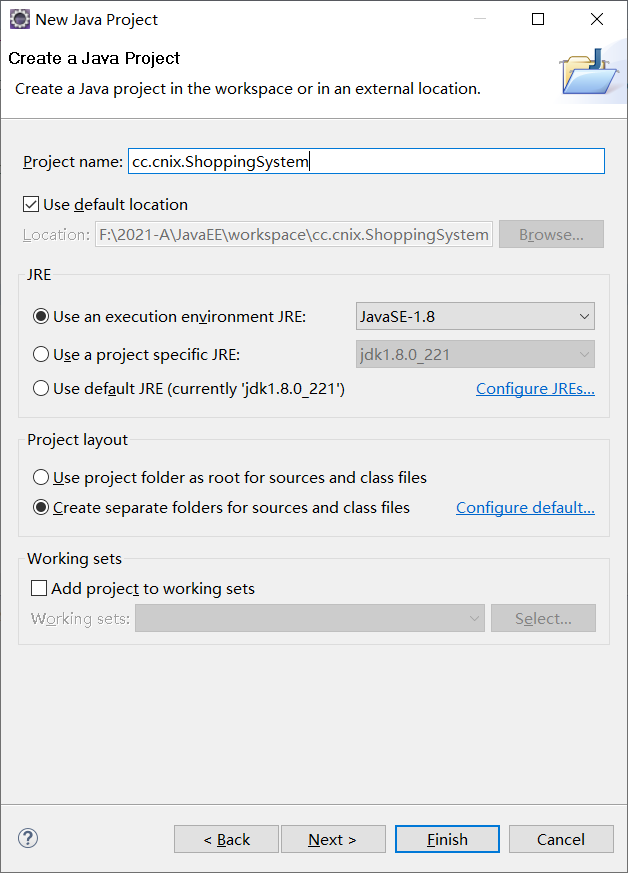 New Java Project
Create a Java Project
Create a Java project in the workspace or in an external location.
Project name: cc.cnix.ShoppingSystem
Use default location
Location: F:\2021-A\JavaEE\workspace\cc.cnix.ShoppingSystem Browse...
JRE
Use an execution environment JRE: JavaSE-1.8
Use a project specific JRE: jdk1.8.0_221
Use default JRE (currently 'jdk1.8.0_221') Configure JREs...
Project layout
Use project folder as root for sources and class files
Create separate folders for sources and class files Configure default...
Working sets
Add project to working sets
Working sets: Select...
? < Back Next > Finish Cancel